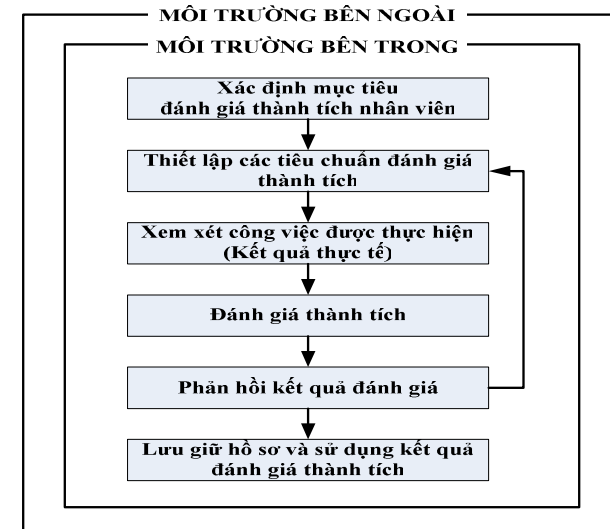 MÔI TRƯỜNG BÊN NGOÀI
MÔI TRƯỜNG BÊN TRONG
Xác định mục tiêu
đánh giá thành tích nhân viên
Thiết lập các tiêu chuẩn đánh giá
thành tích
Xem xét công việc được thực hiện
(Kết quả thực tế)
Đánh giá thành tích
Phản hồi kết quả đánh giá
Lưu giữ hồ sơ và sử dụng kết quả
đánh giá thành tích